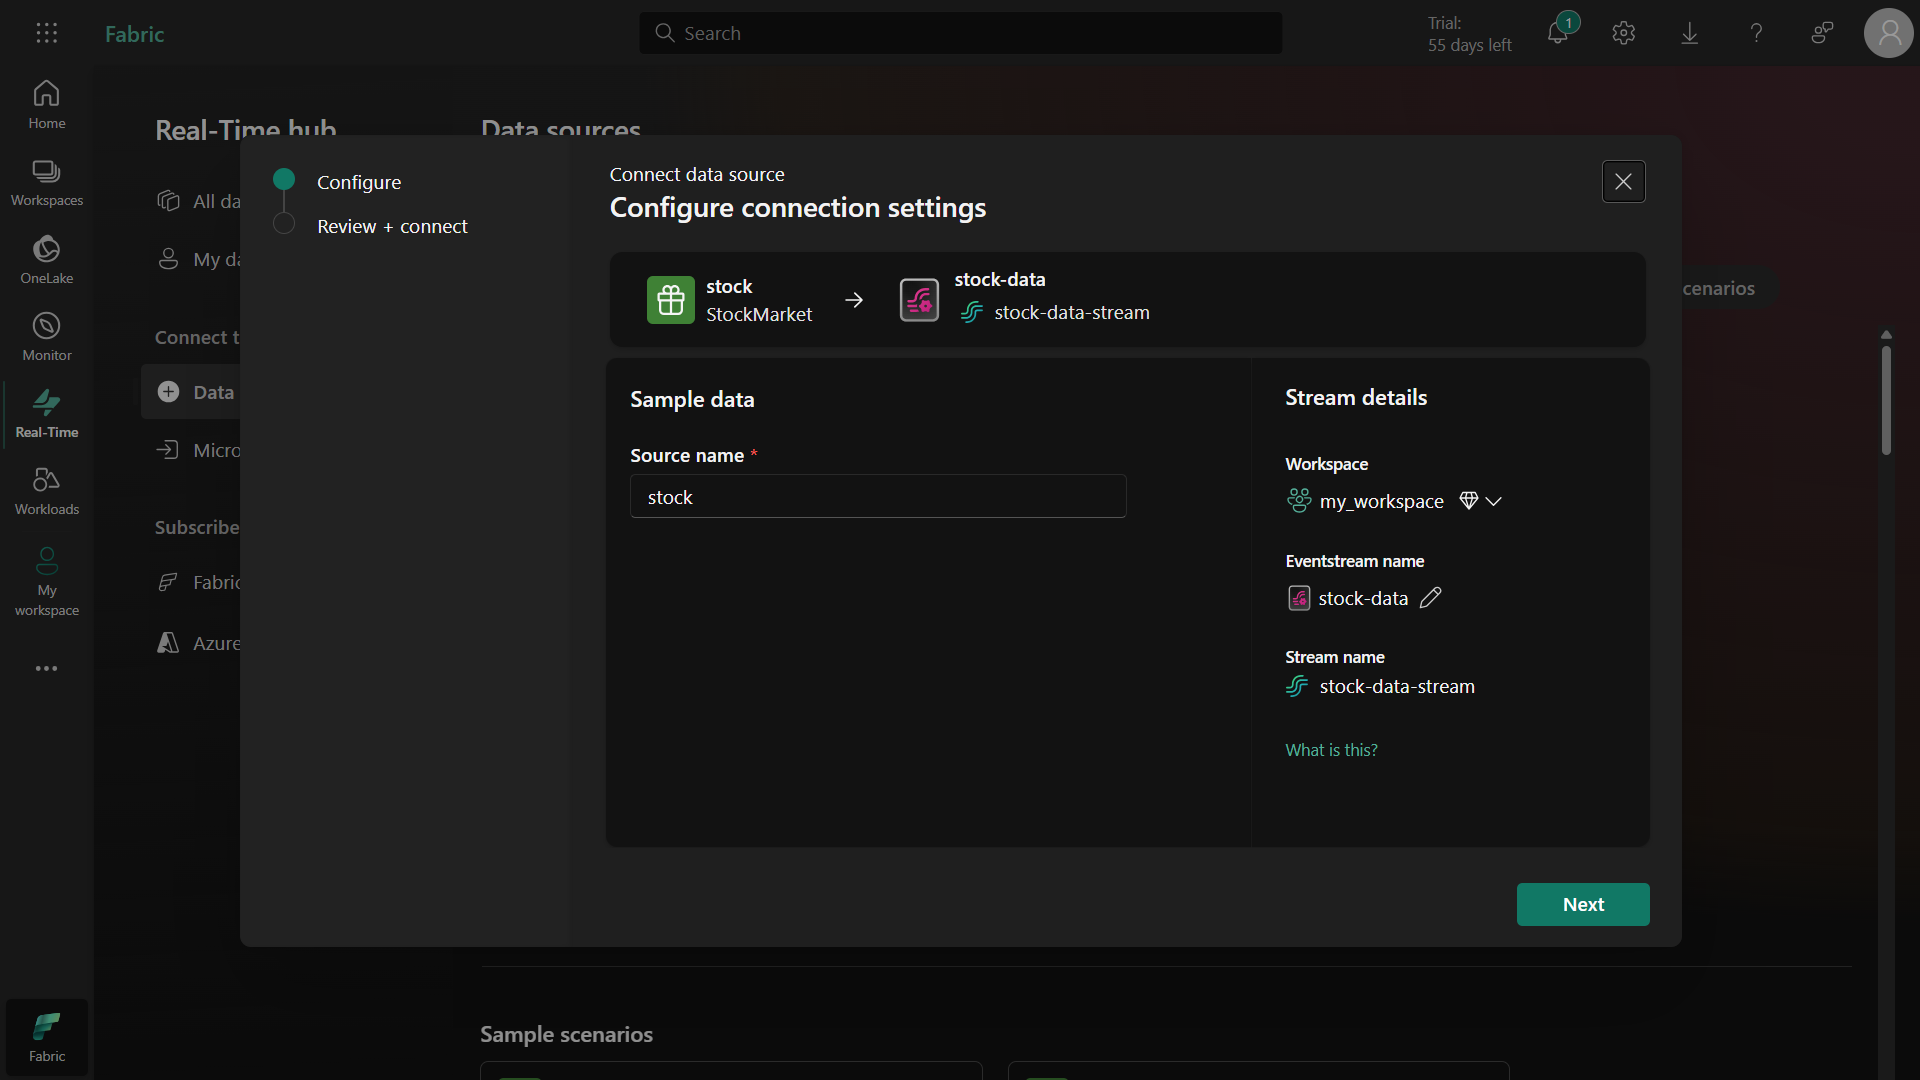 Fabric
Search
Trial:
55 days left
1
Home
Workspaces
OneLake
Monitor
Real-Time
Workloads
My
workspace
Fabric
Real-Time hub
All da
My da
Connect t
Data
Micro
Subscribe
Fabric
Azure
Data sources
cenarios
Configure
Review + connect
Connect data source
Configure connection settings
stock
StockMarket
stock-data
stock-data-stream
Sample data
Source name *
stock
Stream details
Workspace
my_workspace
Eventstream name
stock-data
Stream name
stock-data-stream
What is this?
Next
Sample scenarios